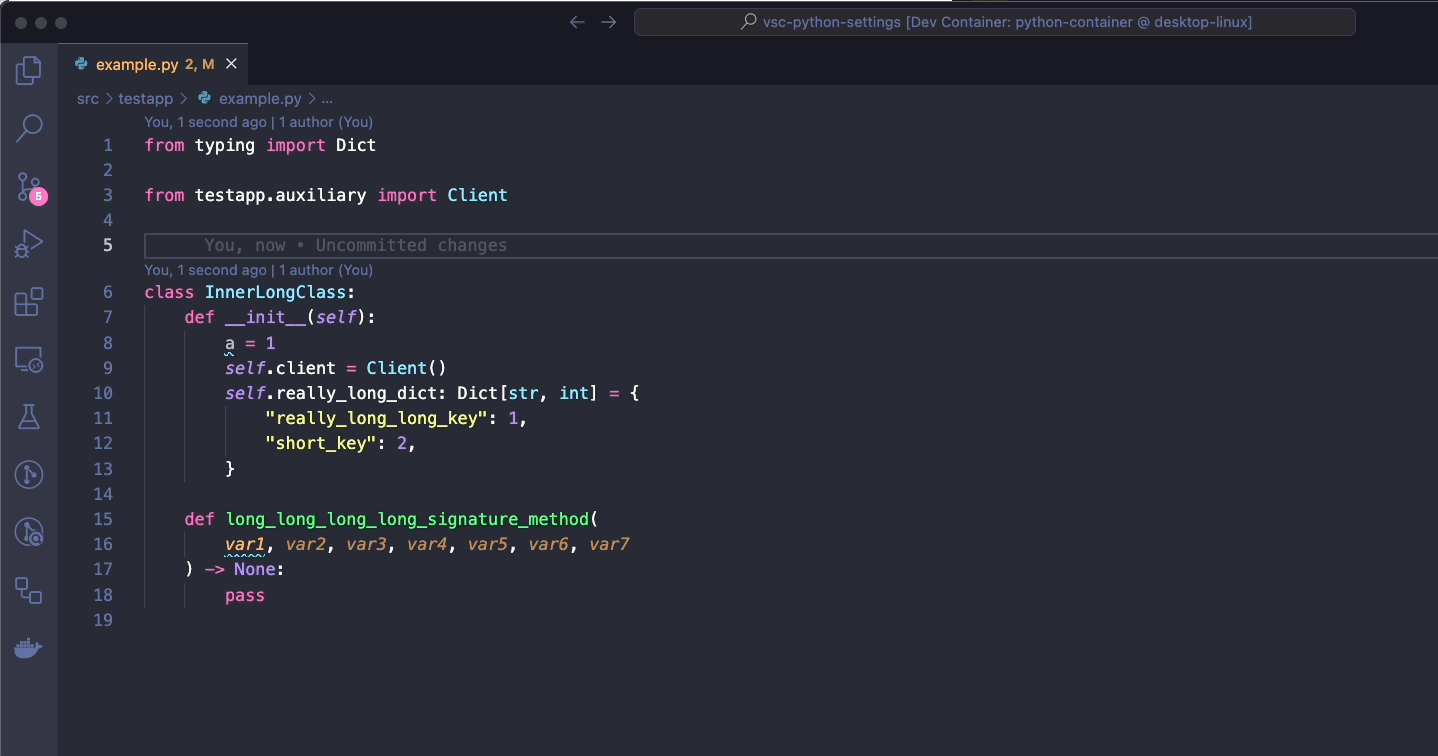 vsc-python-settings [Dev Container: python-container @ desktop-linux]
example.py 2, M
src > testapp > example.py > ...
You, 1 second ago | 1 author (You)
1 from typing import Dict
2
3 from testapp.auxiliary import Client
4
5 You, now • Uncommitted changes
You, 1 second ago | 1 author (You)
6 class InnerLongClass:
7     def __init__(self):
8         a = 1
9         self.client = Client()
10         self.really_long_dict: Dict[str, int] = {
11             "really_long_long_key": 1,
12             "short_key": 2,
13         }
14
15     def long_long_long_long_signature_method(
16         var1, var2, var3, var4, var5, var6, var7
17     ) -> None:
18         pass
19
5